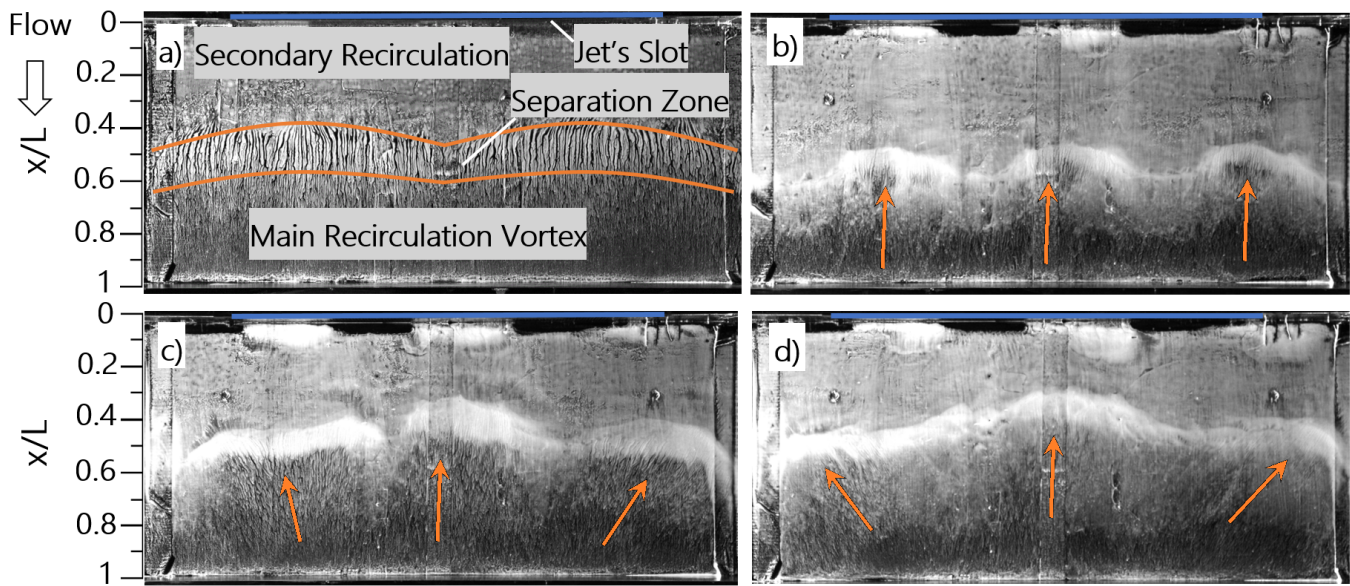 Flow
x/L
0
0.2
0.4
0.6
0.8
1
a)
Secondary Recirculation
Jet's Slot
Separation Zone
Main Recirculation Vortex
b)
x/L
0
0.2
0.4
0.6
0.8
1
c)
d)